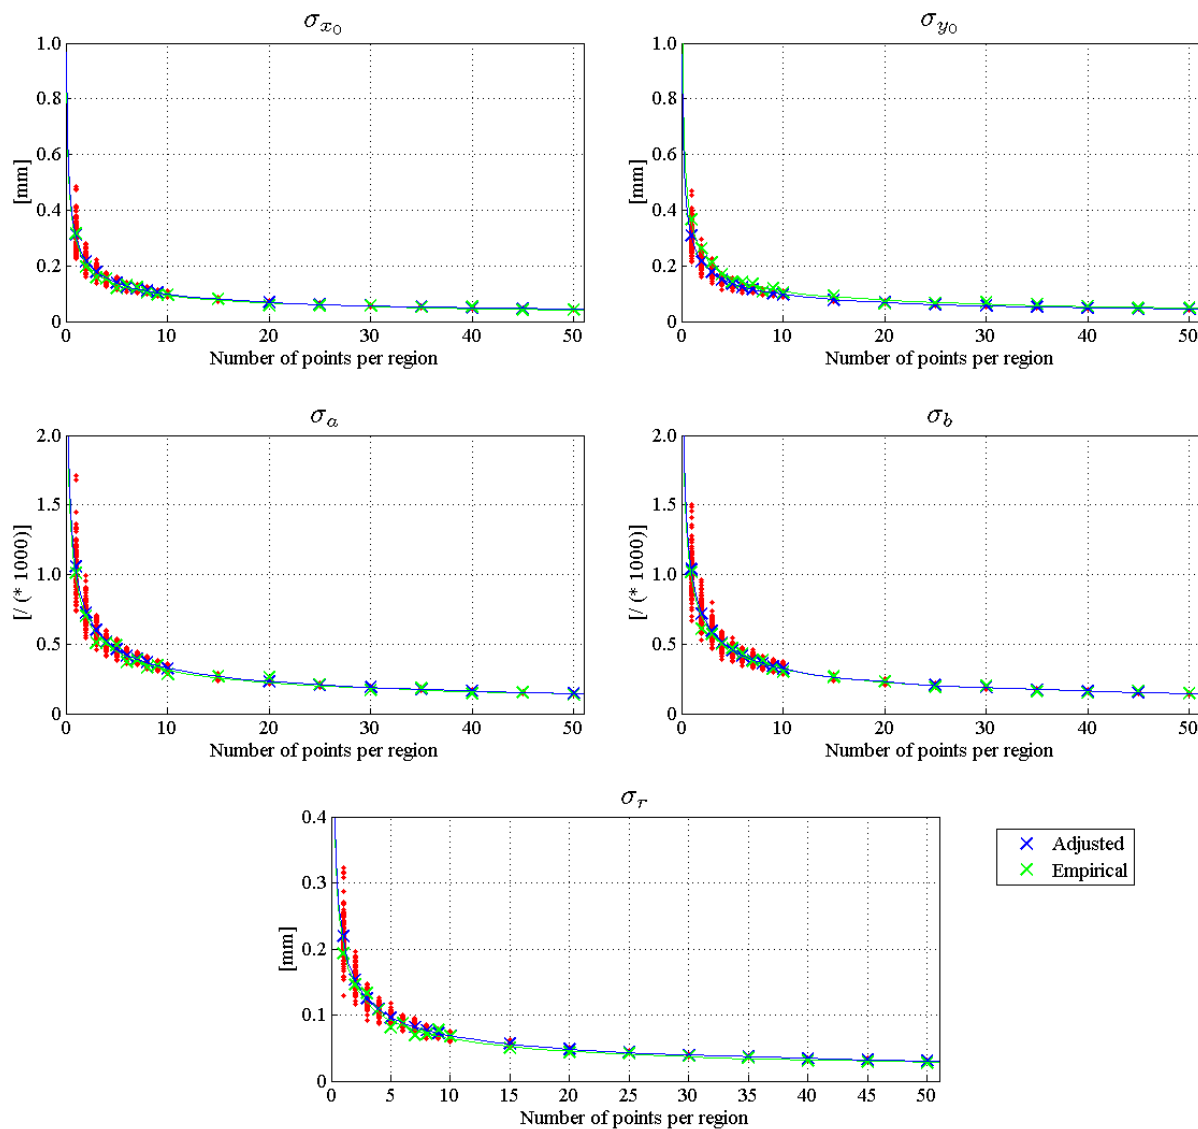 σx₀
1.0
0.8
0.6
0.4
0.2
0
[mm]
0 10 20 30 40 50
Number of points per region
σy₀
1.0
0.8
0.6
0.4
0.2
0
[mm]
0 10 20 30 40 50
Number of points per region
σa
2.0
1.5
1.0
0.5
0
[/ (* 1000)]
0 10 20 30 40 50
Number of points per region
σb
2.0
1.5
1.0
0.5
0
[/ (* 1000)]
0 10 20 30 40 50
Number of points per region
σr
0.4
0.3
0.2
0.1
0
[mm]
0 5 10 15 20 25 30 35 40 45 50
Number of points per region
Adjusted
Empirical